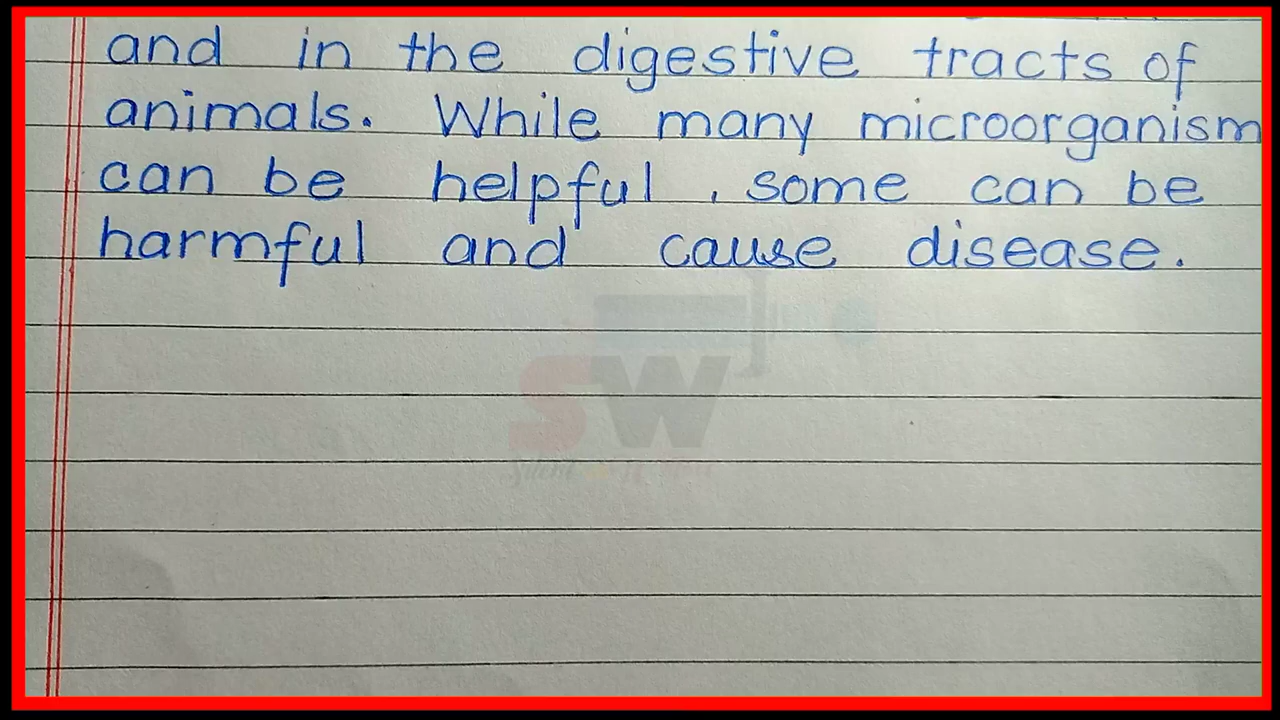 and in the digestive tracts of
animals. While many microorganism
can be helpful, some can be
harmful and cause disease.
SW